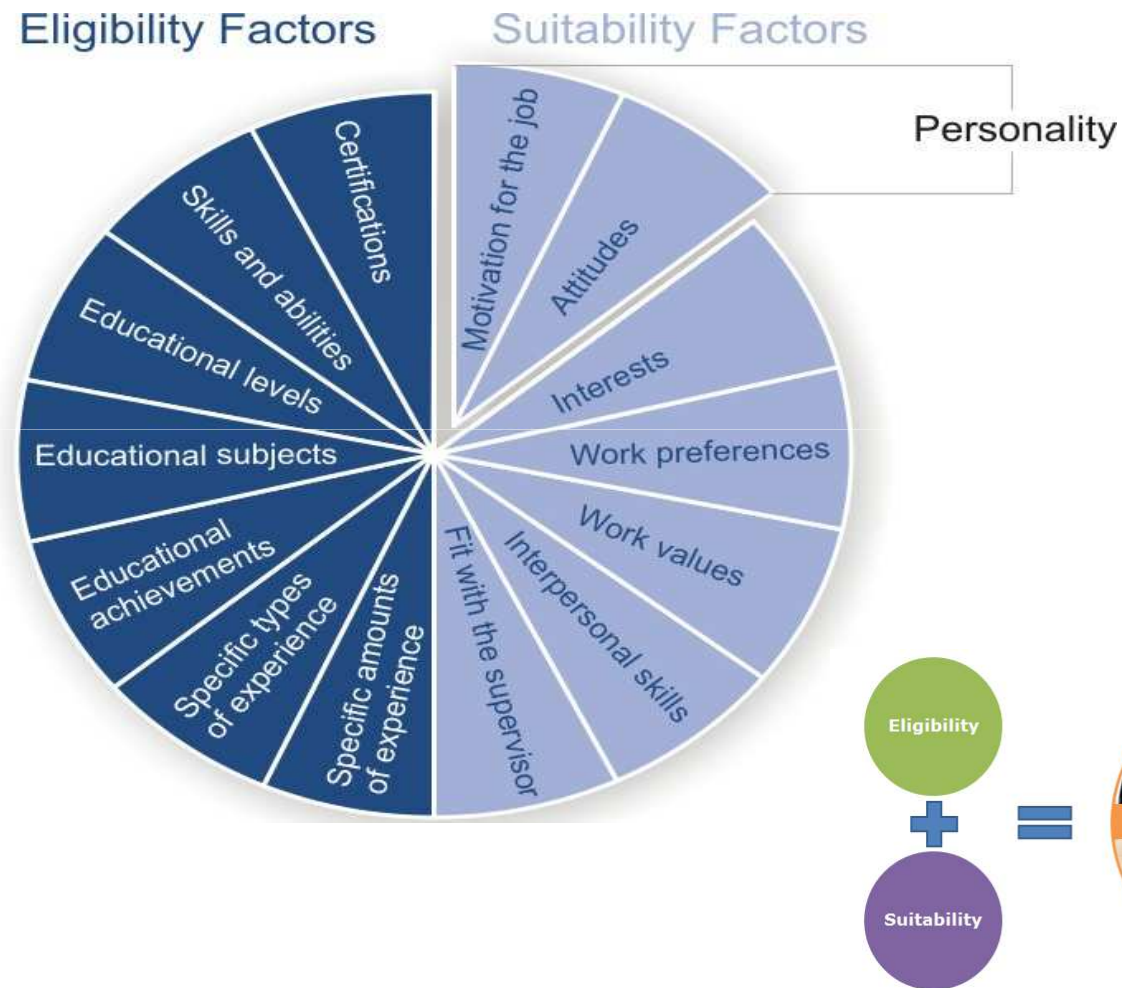 Eligibility Factors
Suitability Factors
Personality
Certifications
Skills and abilities
Educational levels
Educational subjects
Educational
achievements
Specific types
of experience
Specific amounts
of experience
Motivation for the job
Attitudes
Interests
Work preferences
Work values
Interpersonal skills
Fit with the supervisor
Eligibility
Suitability